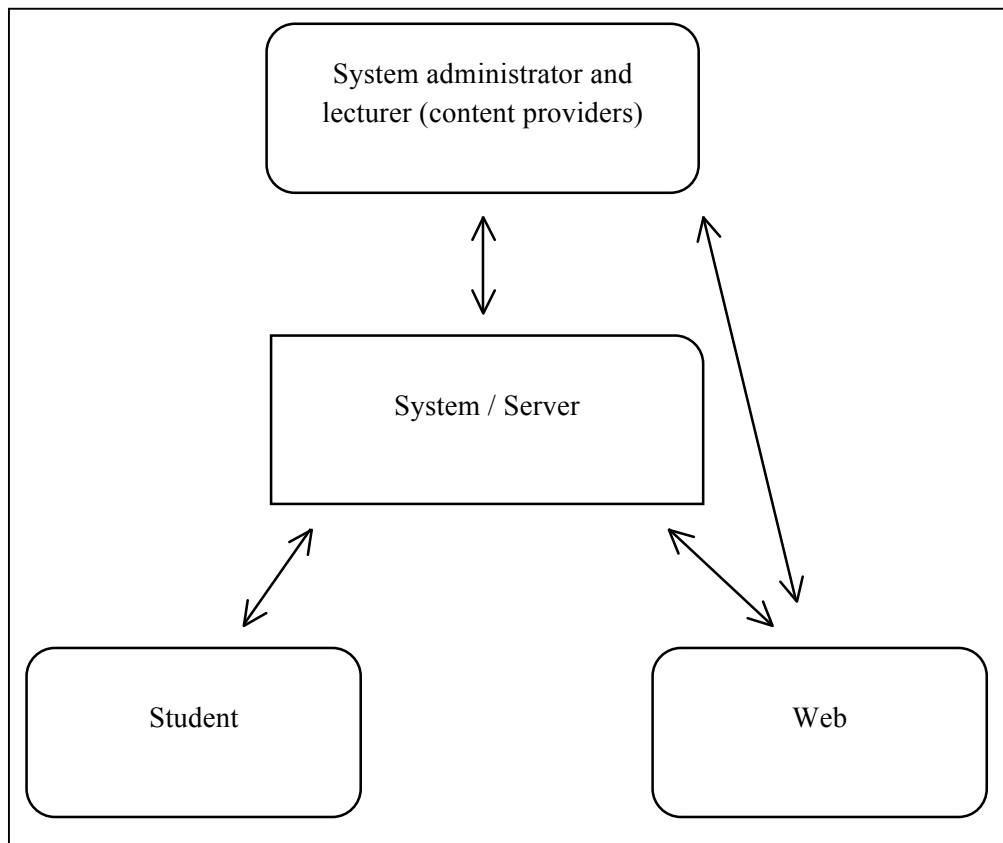 System administrator and
lecturer (content providers)
System / Server
Student
Web